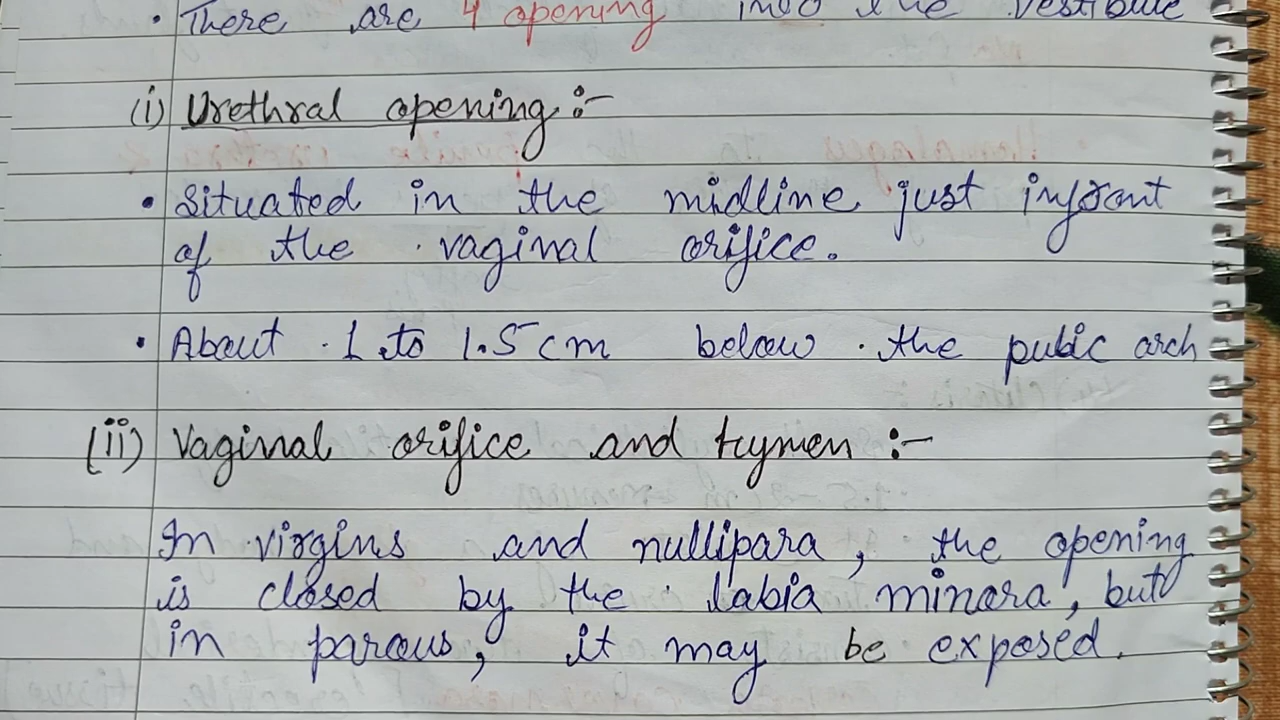 • There are 4 opening into the vestibule
(i) Urethral opening :-
• Situated in the midline just infront
of the vaginal orifice.
• About 1 to 1.5 cm below the pubic arch
(ii) Vaginal orifice and hymen :-
In virgins and nullipara, the opening
is closed by the labia minora, but
in parous, it may be exposed.